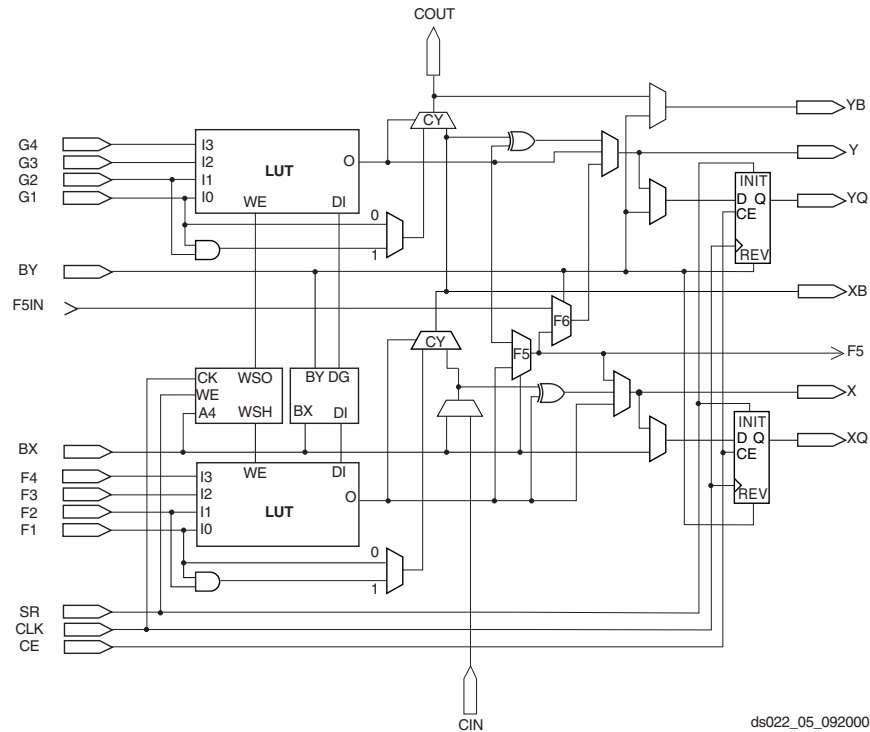 COUT
YB
CY
G4
I3
Y
G3
I2
LUT
O
G2
I1
INIT
G1
I0
WE
DI
D Q
YQ
CE
0
1
REV
BY
F5IN
XB
F6
CY
F5
F5
CK
WSO
BY DG
WE
X
A4
WSH
BX
DI
INIT
BX
D Q
XQ
CE
F4
I3
WE
DI
F3
I2
O
F2
I1
LUT
REV
F1
I0
0
1
SR
CLK
CE
CIN
ds022_05_092000